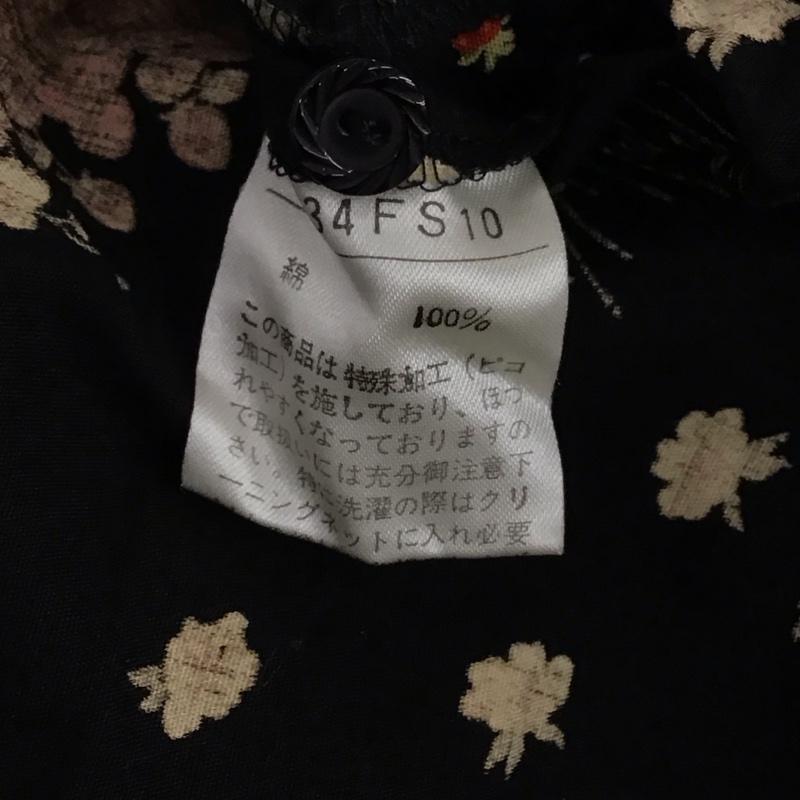 34FS10
綿
100%
この商品は特殊加工(ピコ
加工)を施しており、ほつ
れやすくなっておりますの
で取扱いには充分御注意下
さい。特に洗濯の際はクリ
ーニングネットに入れ必要